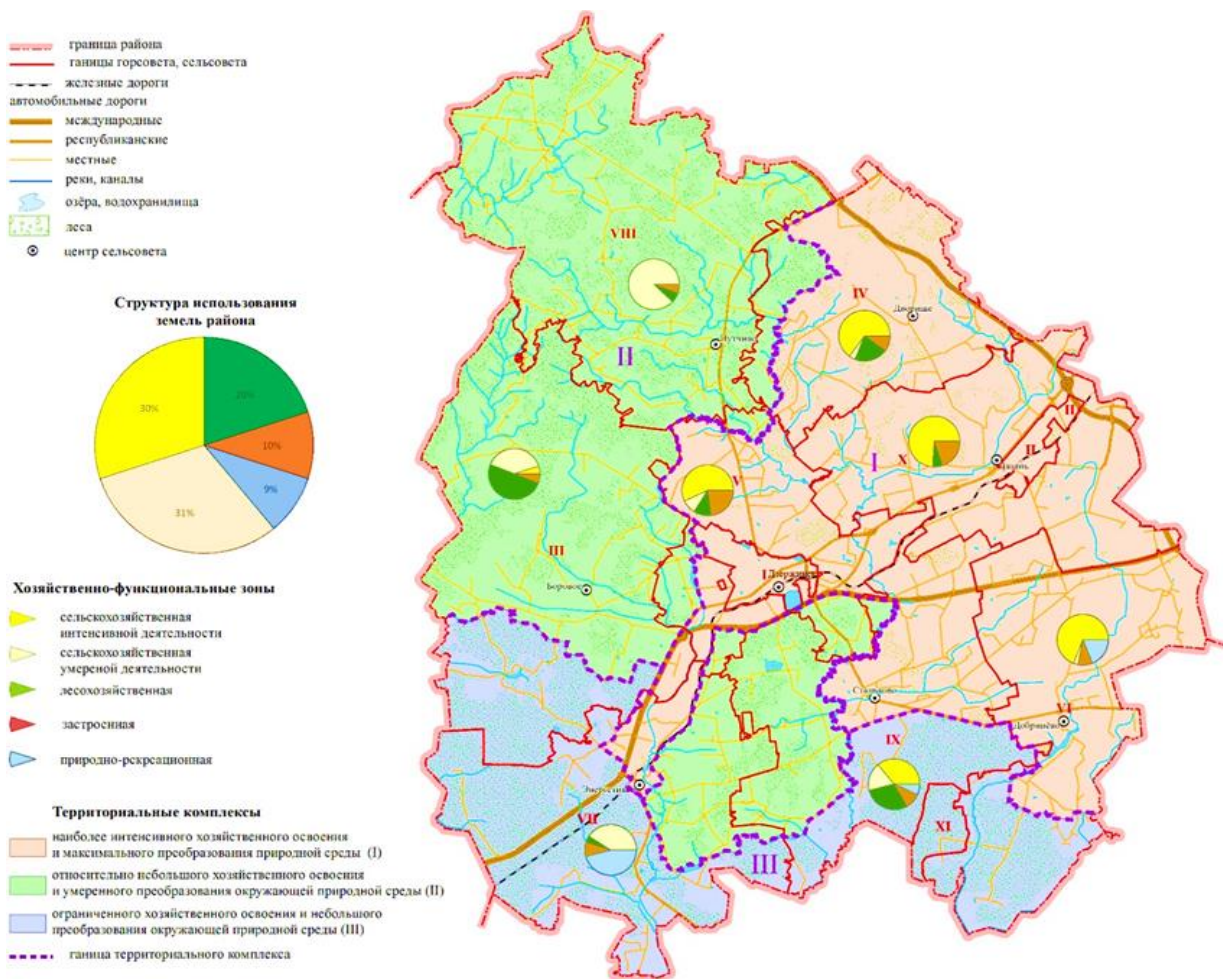 граница района
ганицы горсовета, сельсовета
железные дороги
автомобильные дороги
международные
республиканские
местные
реки, каналы
озёра, водохранилища
леса
центр сельсовета
Структура использования
земель района
30%
10%
9%
31%
Хозяйственно-функциональные зоны
сельскохозяйственная
интенсивной деятельности
сельскохозяйственная
умереной деятельности
лесохозяйственная
застроенная
природно-рекреационная
Территориальные комплексы
наиболее интенсивного хозяйственного освоения
и максимального преобразования природной среды (I)
относительно небольшого хозяйственного освоения
и умеренного преобразования окружающей природной среды (II)
ограниченного хозяйственного освоения и небольшого
преобразования окружающей природной среды (III)
ганица территориального комплекса
VIII
IV
II
II
I
X
II
V
III
I
VI
IX
VII
XI
III